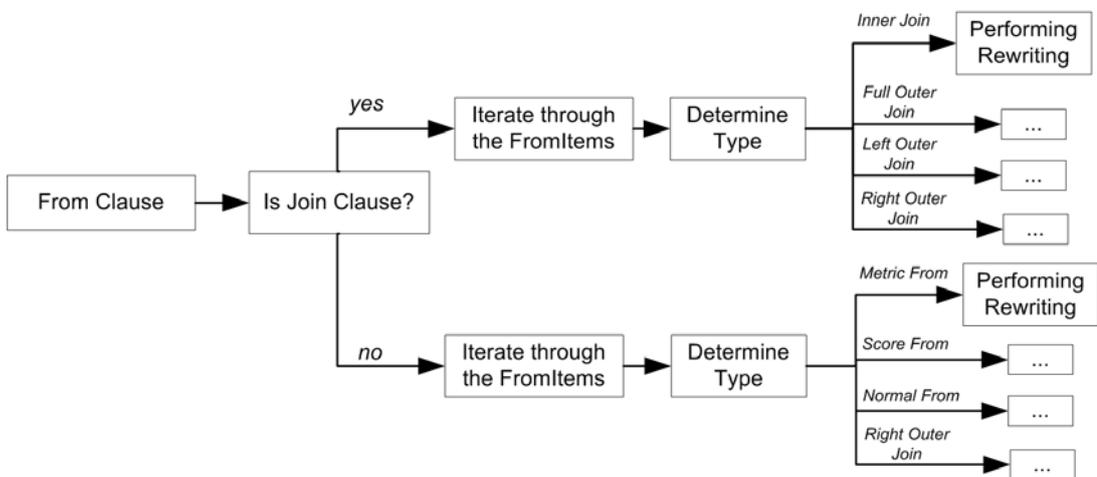 From Clause
Is Join Clause?
yes
Iterate through
the FromItems
Determine
Type
Inner Join
Performing
Rewriting
Full Outer
Join
...
Left Outer
Join
...
Right Outer
Join
...
no
Iterate through
the FromItems
Determine
Type
Metric From
Performing
Rewriting
Score From
...
Normal From
...
Right Outer
Join
...